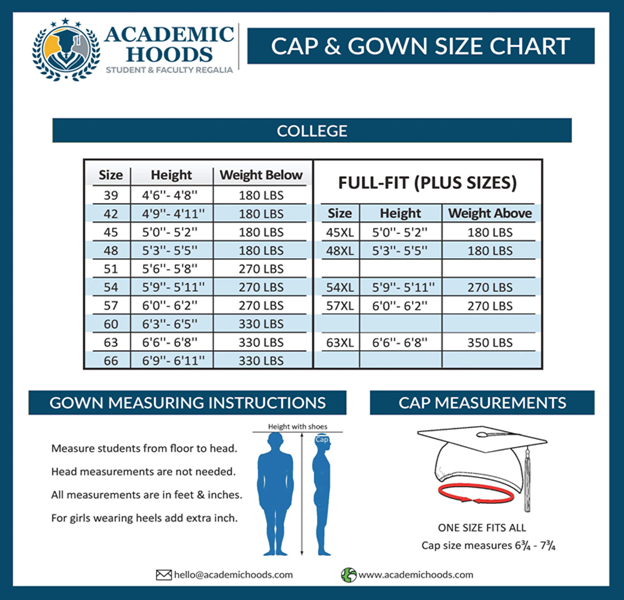 ACADEMIC
HOODS
STUDENT & FACULTY REGALIA
CAP & GOWN SIZE CHART
COLLEGE
Size Height Weight Below
39 4'6''- 4'8'' 180 LBS
42 4'9''- 4'11'' 180 LBS
45 5'0''- 5'2'' 180 LBS
48 5'3''- 5'5'' 180 LBS
51 5'6''- 5'8'' 270 LBS
54 5'9''- 5'11'' 270 LBS
57 6'0''- 6'2'' 270 LBS
60 6'3''- 6'5'' 330 LBS
63 6'6''- 6'8'' 330 LBS
66 6'9''- 6'11'' 330 LBS
FULL-FIT (PLUS SIZES)
Size Height Weight Above
45XL 5'0''- 5'2'' 180 LBS
48XL 5'3''- 5'5'' 180 LBS
54XL 5'9''- 5'11'' 270 LBS
57XL 6'0''- 6'2'' 270 LBS
63XL 6'6''- 6'8'' 350 LBS
GOWN MEASURING INSTRUCTIONS
Measure students from floor to head.
Head measurements are not needed.
All measurements are in feet & inches.
For girls wearing heels add extra inch.
Height with shoes
Cap
CAP MEASUREMENTS
ONE SIZE FITS ALL
Cap size measures 6¾ - 7¾
hello@academichoods.com
www.academichoods.com